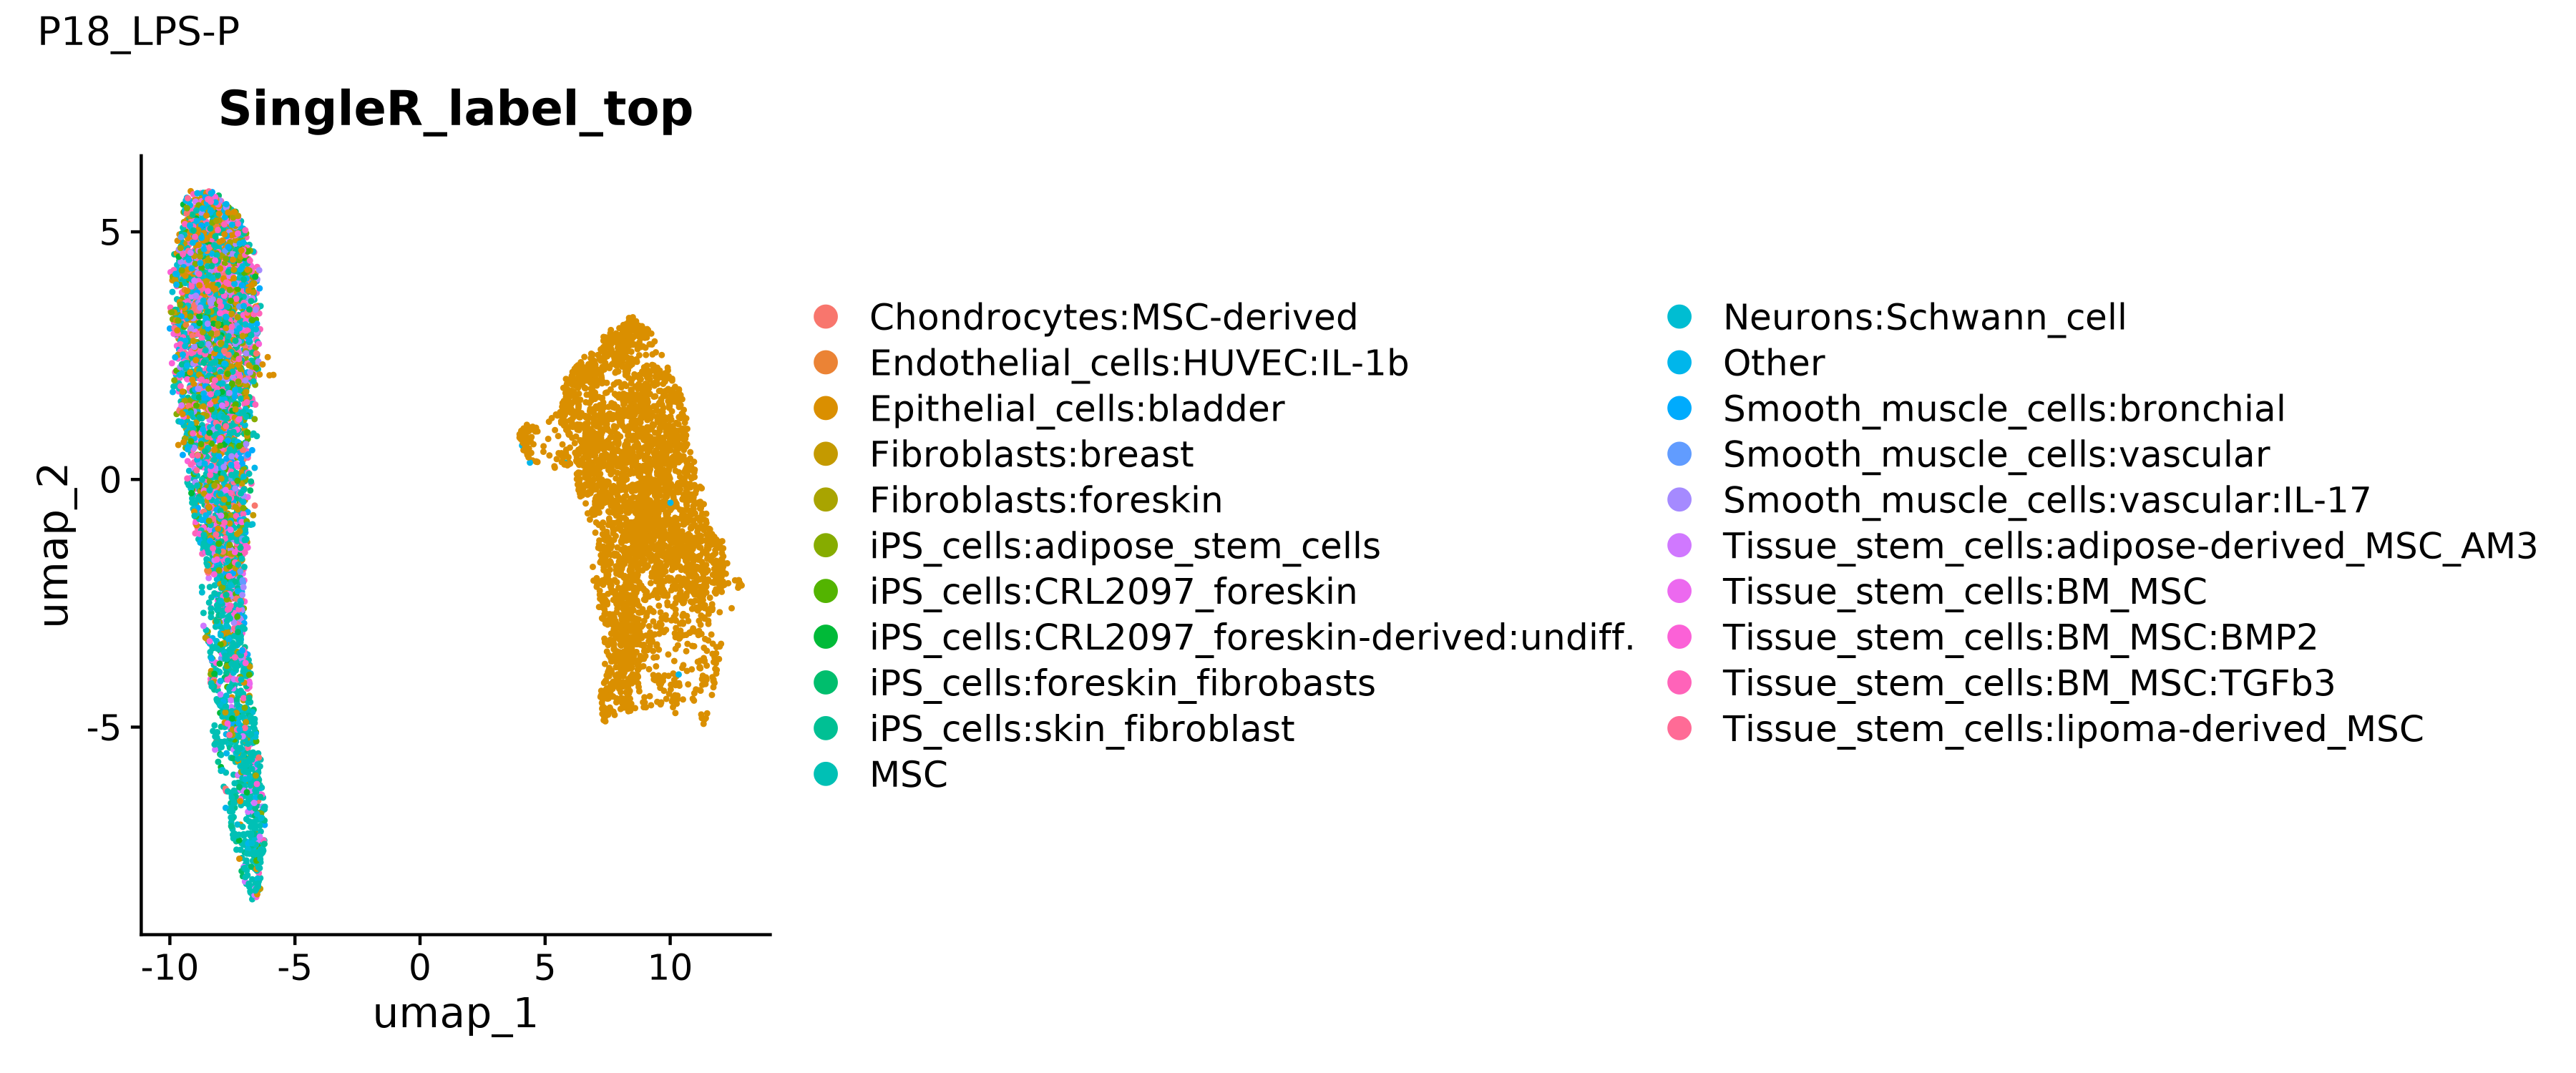 P18_LPS-P
SingleR_label_top
5
0
-5
umap_2
-10
-5
0
5
10
umap_1
Chondrocytes:MSC-derived
Endothelial_cells:HUVEC:IL-1b
Epithelial_cells:bladder
Fibroblasts:breast
Fibroblasts:foreskin
iPS_cells:adipose_stem_cells
iPS_cells:CRL2097_foreskin
iPS_cells:CRL2097_foreskin-derived:undiff.
iPS_cells:foreskin_fibrobasts
iPS_cells:skin_fibroblast
MSC
Neurons:Schwann_cell
Other
Smooth_muscle_cells:bronchial
Smooth_muscle_cells:vascular
Smooth_muscle_cells:vascular:IL-17
Tissue_stem_cells:adipose-derived_MSC_AM3
Tissue_stem_cells:BM_MSC
Tissue_stem_cells:BM_MSC:BMP2
Tissue_stem_cells:BM_MSC:TGFb3
Tissue_stem_cells:lipoma-derived_MSC